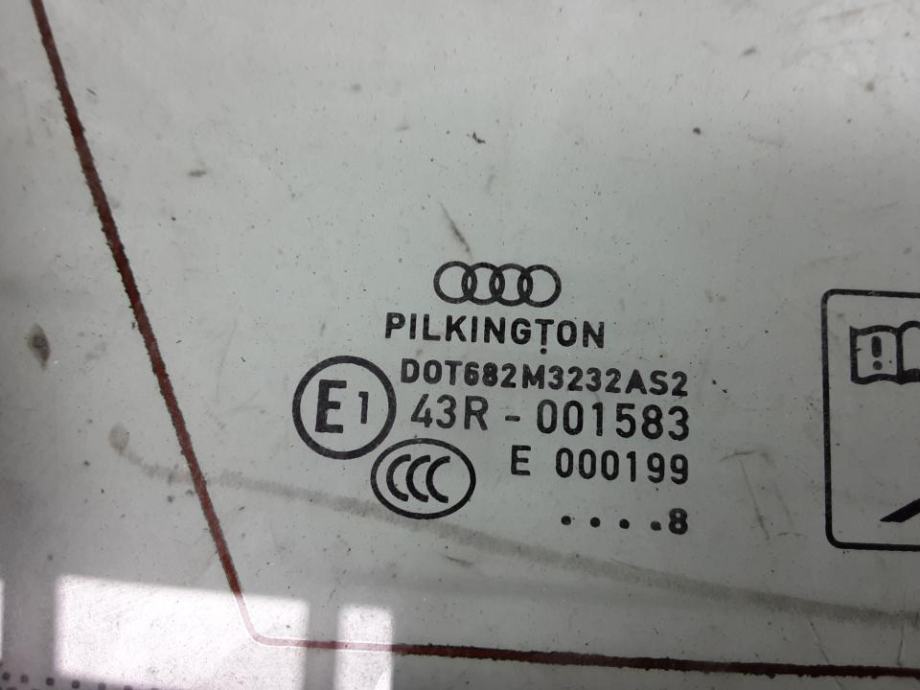 PILKINGTON
DOT682M3232AS2
E1 43R - 001583
CCC E 000199
. . . . 8
!